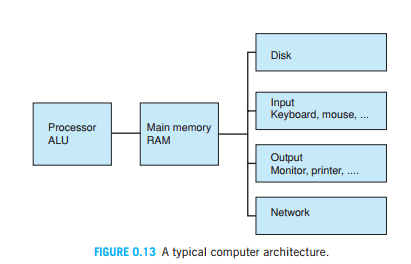 Disk
Input
Keyboard, mouse, ...
Processor
ALU
Main memory
RAM
Output
Monitor, printer, ....
Network
FIGURE 0.13 A typical computer architecture.